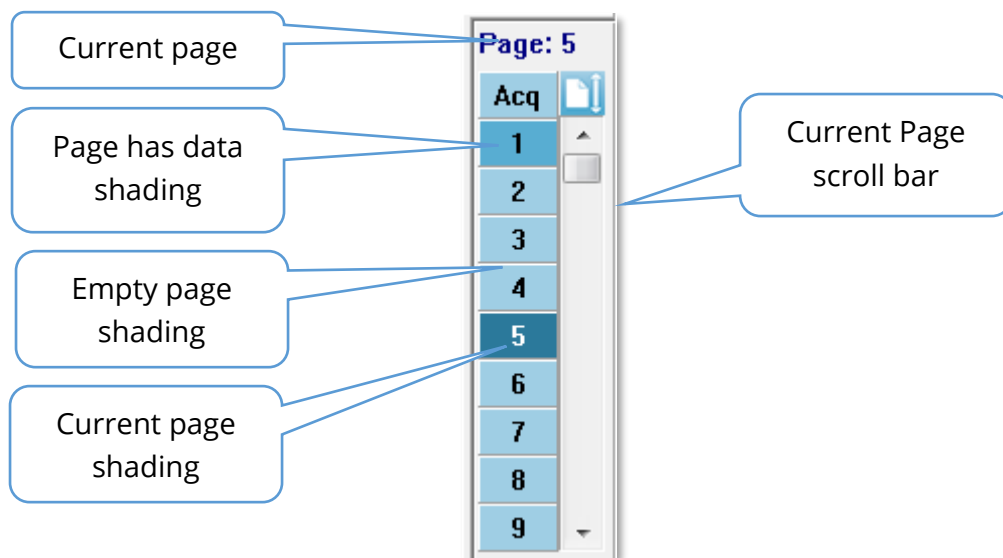 Current page
Page has data
shading
Empty page
shading
Current page
shading
Page: 5
Acq
1
2
3
4
5
6
7
8
9
Current Page
scroll bar